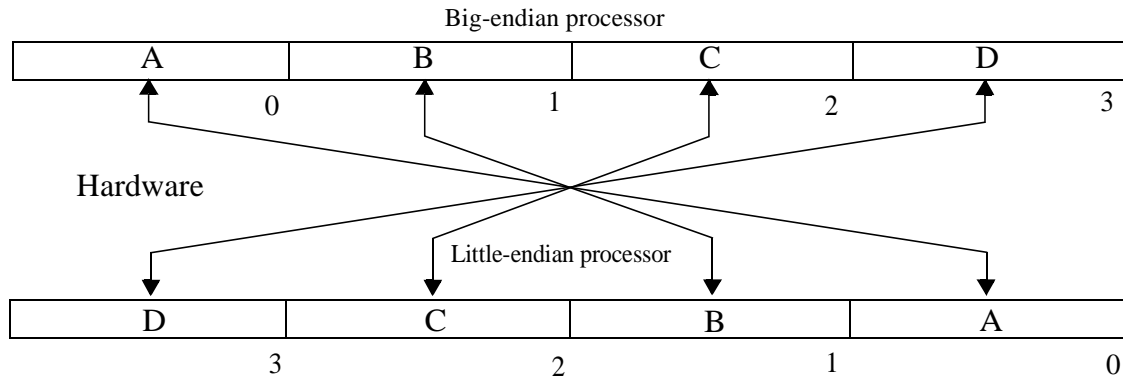 Big-endian processor
A B C D
0 1 2 3
Hardware
Little-endian processor
D C B A
3 2 1 0